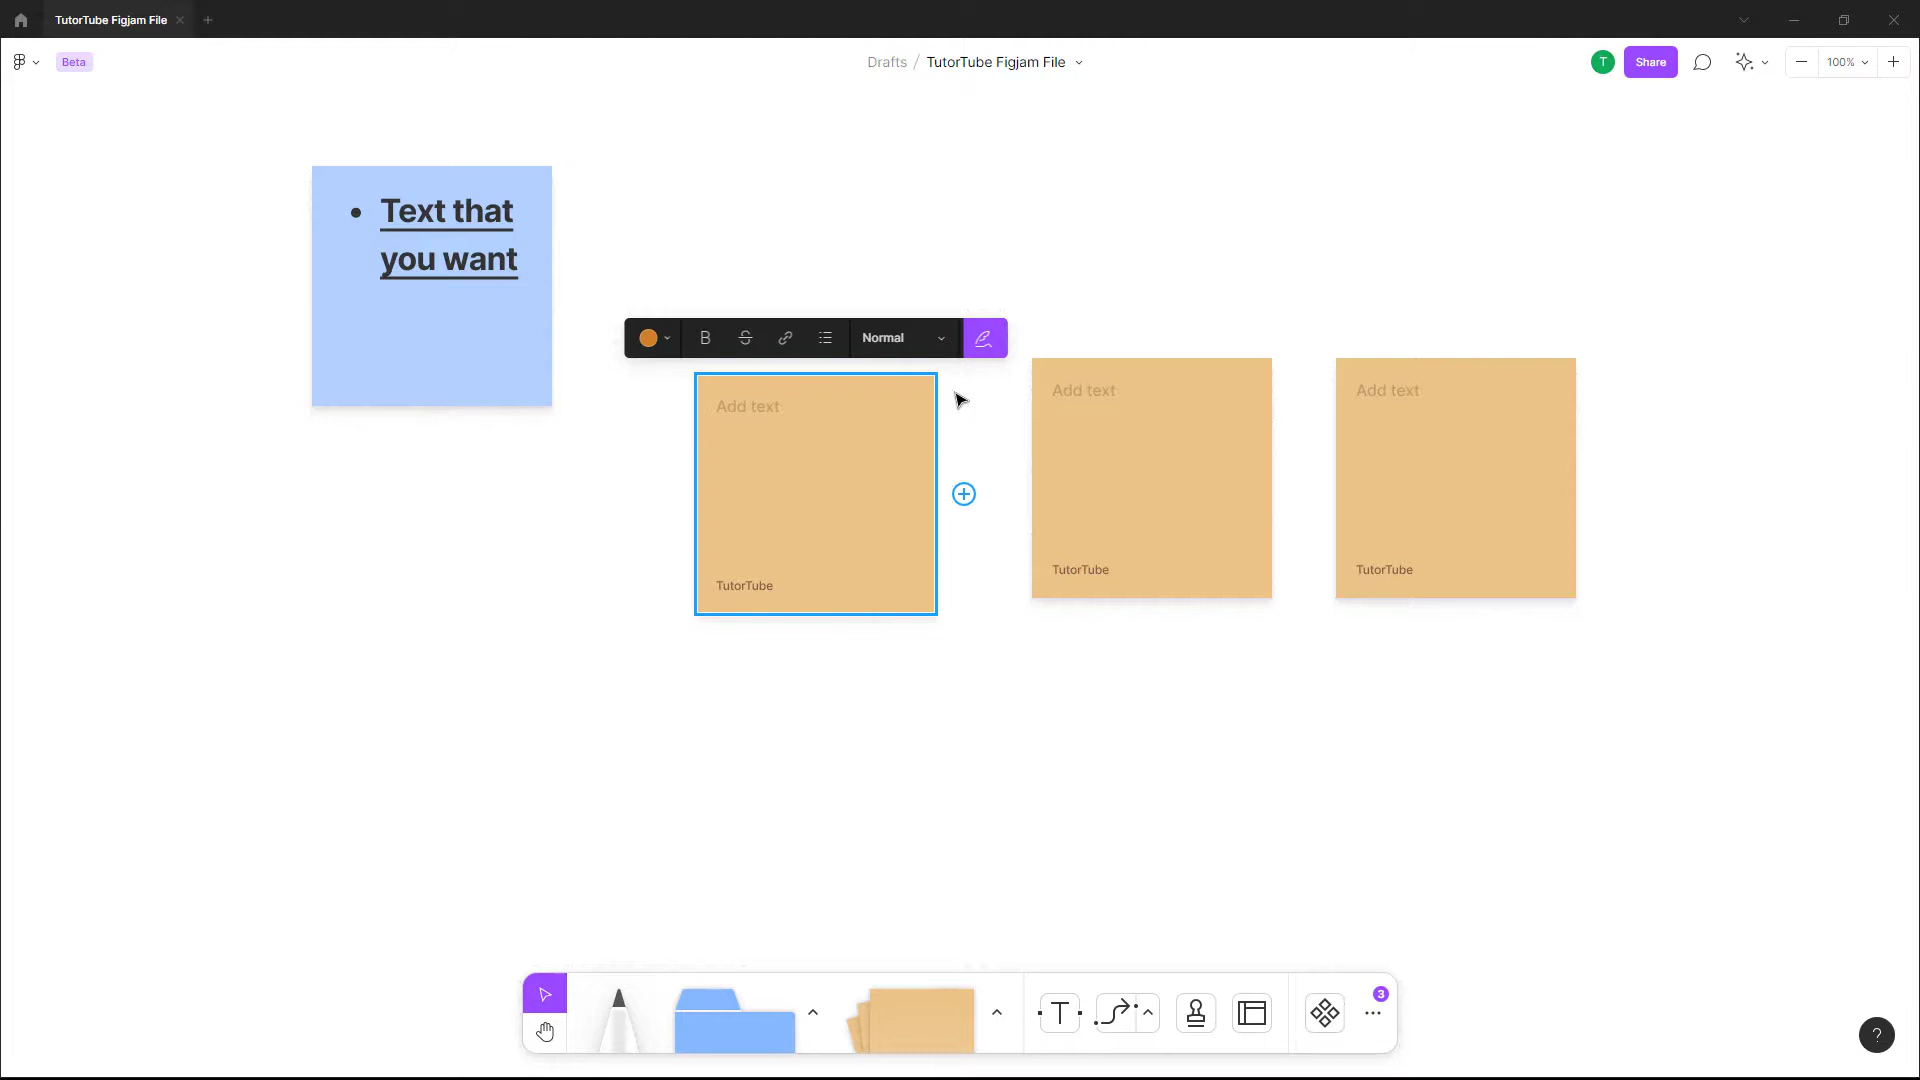 TutorTube Figjam File
Beta
Drafts / TutorTube Figjam File
T
Share
100%
Text that
you want
B
S
Normal
Add text
Add text
Add text
TutorTube
TutorTube
TutorTube
T
3
?